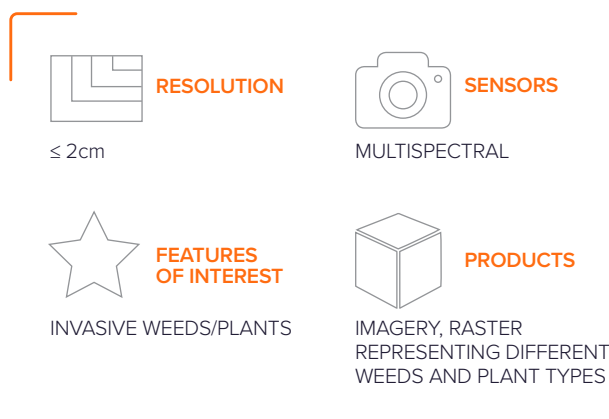 RESOLUTION
≤ 2cm
SENSORS
MULTISPECTRAL
FEATURES
OF INTEREST
INVASIVE WEEDS/PLANTS
PRODUCTS
IMAGERY, RASTER
REPRESENTING DIFFERENT
WEEDS AND PLANT TYPES